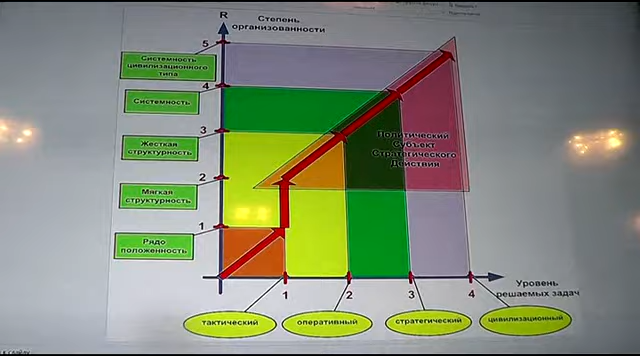 R
Степень
организованности
5
Системность
цивилизационного
типа
4
Системность
3
Жесткая
структурность
2
Мягкая
структурность
1
Рядо
положенность
Политический
Субъект
Стратегического
Действия
1
2
3
4
Уровень
решаемых задач
тактический
оперативный
стратегический
цивилизационный
к слайду